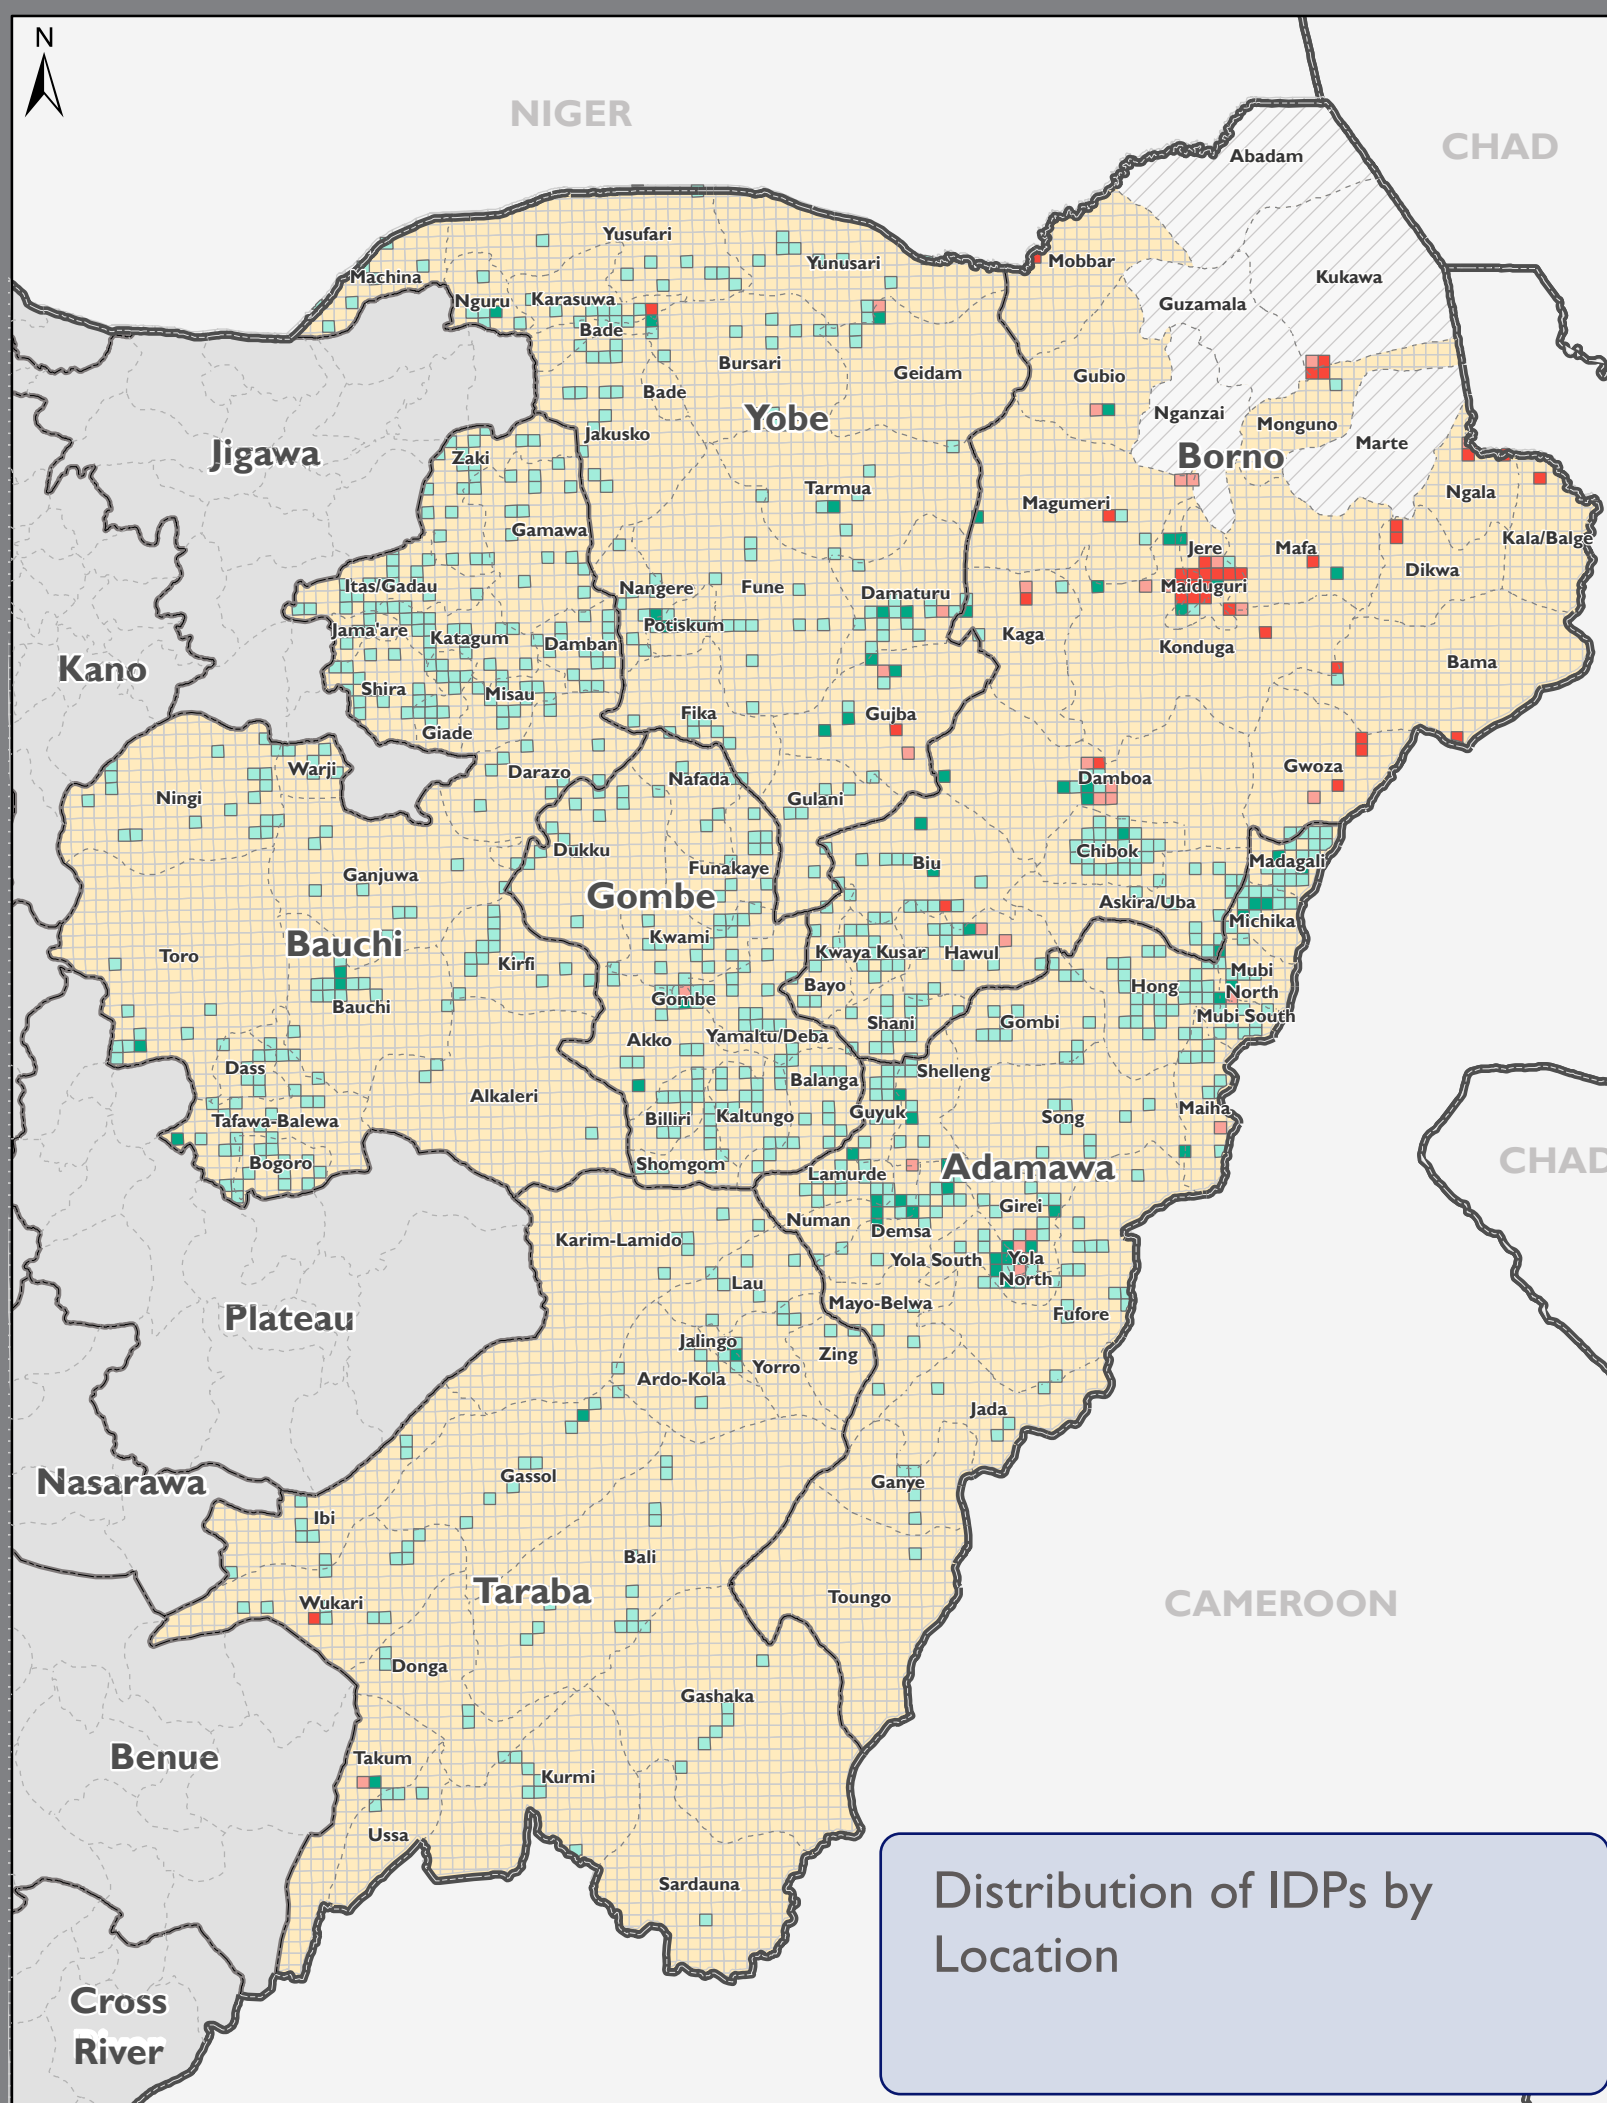 N
NIGER
CHAD
Abadam
Yusufari
Mobbar
Yunusari
Machina
Kukawa
Nguru
Karasuwa
Guzamala
Bade
Bursari
Geidam
Gubio
Bade
Yobe
Nganzai
Monguno
Jakusko
Marte
Jigawa
Zaki
Borno
Tarmua
Ngala
Magumeri
Gamawa
Kala/Balge
Jere
Mafa
Dikwa
Itas/Gadau
Nangere
Fune
Damaturu
Maiduguri
Potiskum
Jama'are
Katagum
Damban
Kaga
Konduga
Bama
Kano
Shira
Misau
Fika
Gujba
Giade
Warji
Darazo
Nafada
Damboa
Gwoza
Ningi
Gulani
Dukku
Chibok
Biu
Madagali
Ganjuwa
Funakaye
Gombe
Askira/Uba
Michika
Bauchi
Kwami
Toro
Kirfi
Kwaya Kusar
Hawul
Mubi
North
Hong
Bayo
Gombe
Bauchi
Mubi South
Shani
Gombi
Akko
Yamaltu/Deba
Dass
Shelleng
Balanga
Alkaleri
Guyuk
Maiha
Song
Billiri
Kaltungo
Tafawa-Balewa
Bogoro
Shomgom
Lamurde
Adamawa
CHAD
Girei
Numan
Demsa
Karim-Lamido
Yola South
Yola
North
Lau
Mayo-Belwa
Fufore
Plateau
Jalingo
Zing
Yorro
Ardo-Kola
Jada
Gassol
Ganye
Nasarawa
Ibi
Bali
Taraba
Toungo
Wukari
CAMEROON
Donga
Gashaka
Benue
Takum
Kurmi
Ussa
Sardauna
Distribution of IDPs by
Location
Cross
River